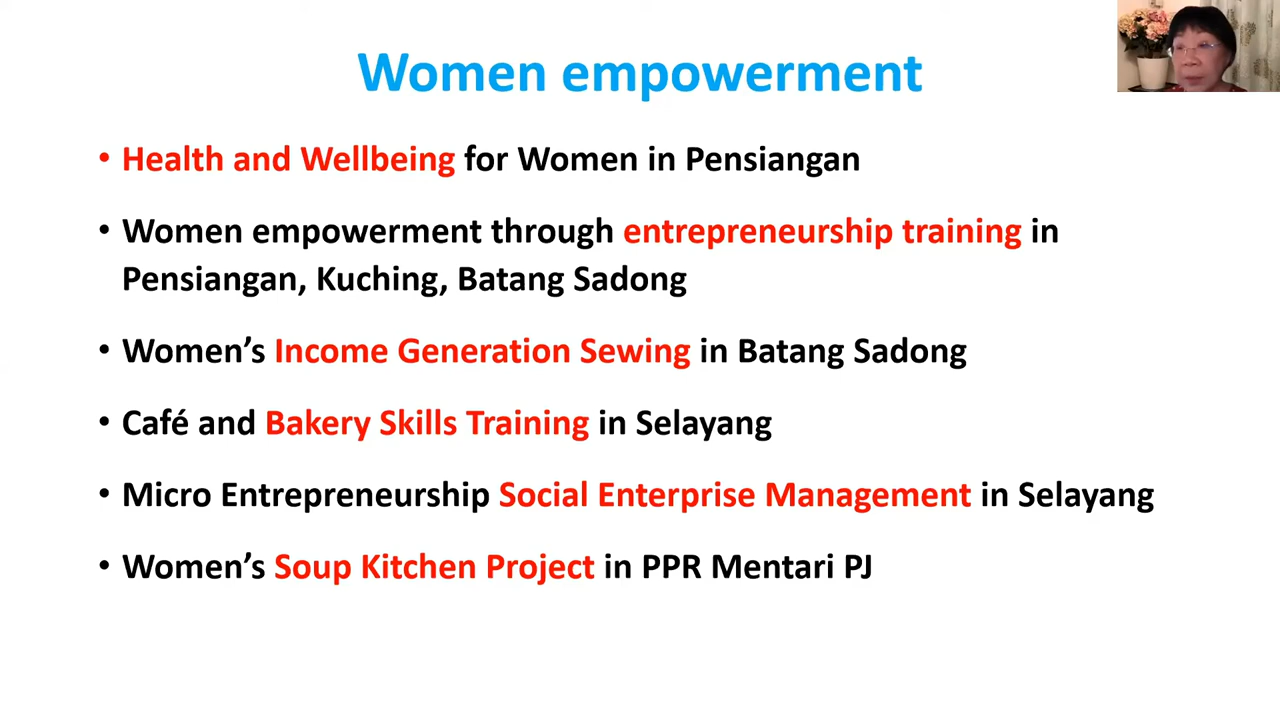 Women empowerment
• Health and Wellbeing for Women in Pensiangan
• Women empowerment through entrepreneurship training in
Pensiangan, Kuching, Batang Sadong
• Women’s Income Generation Sewing in Batang Sadong
• Café and Bakery Skills Training in Selayang
• Micro Entrepreneurship Social Enterprise Management in Selayang
• Women’s Soup Kitchen Project in PPR Mentari PJ